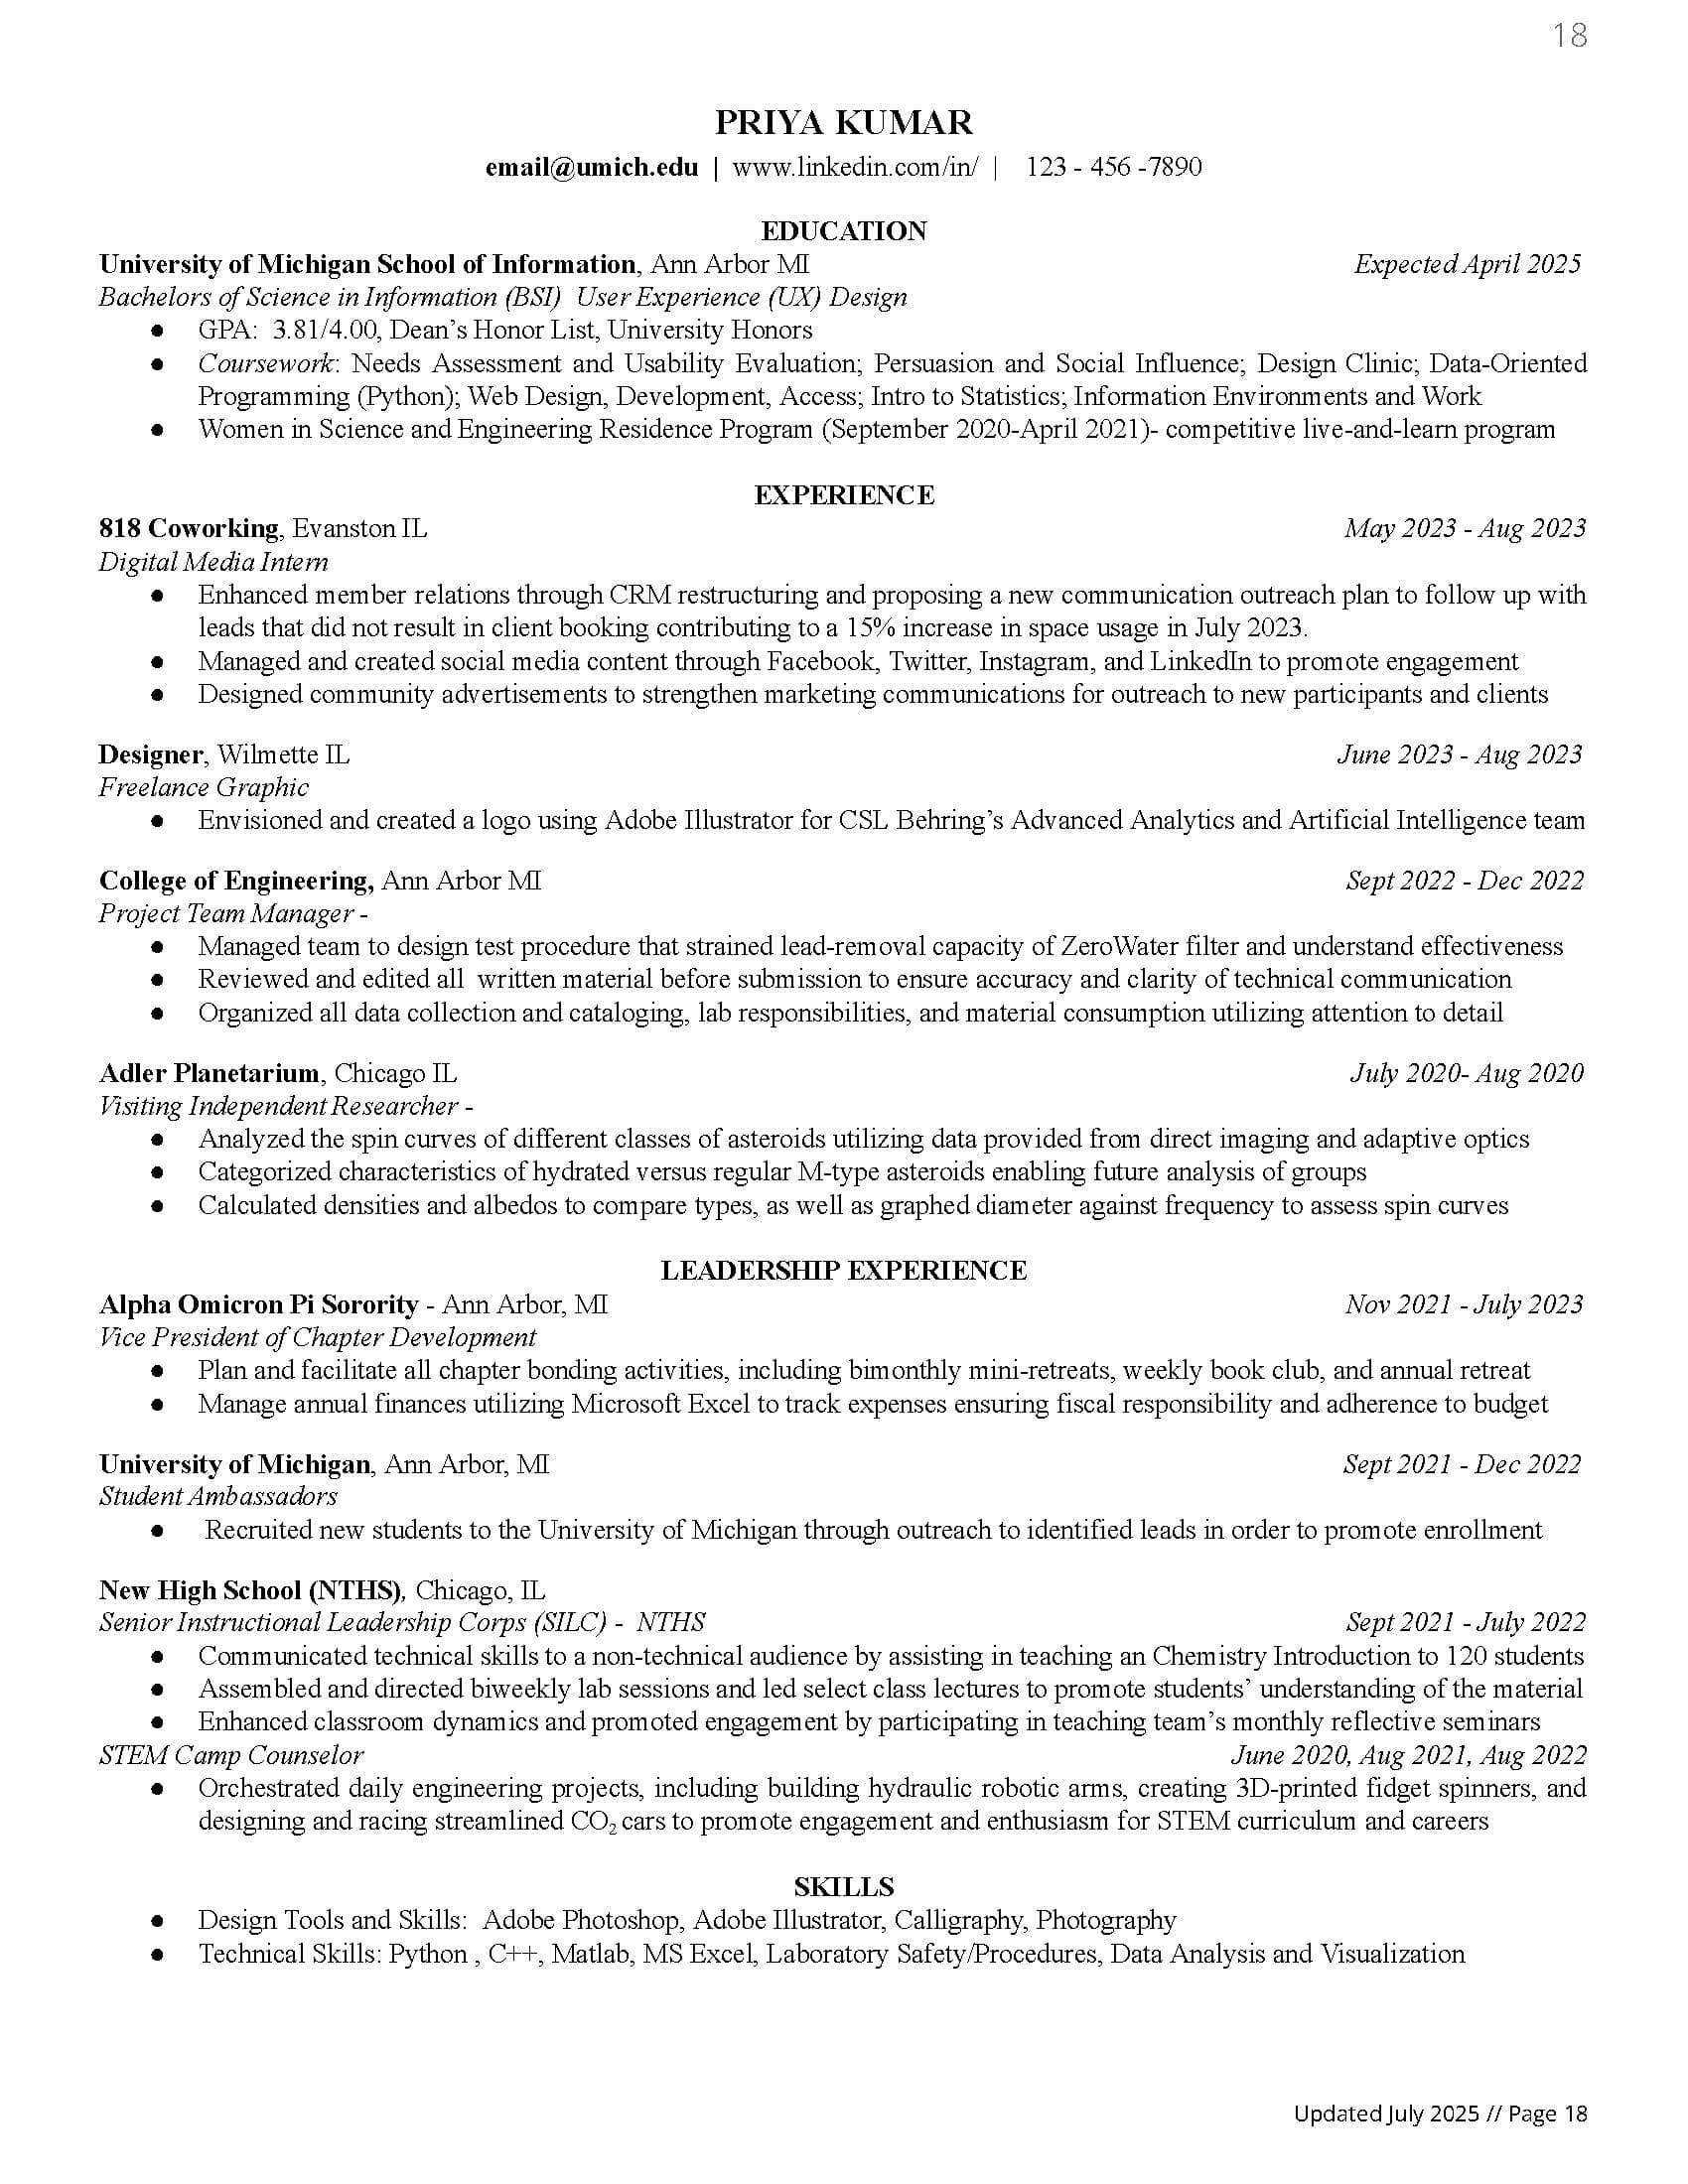 18
PRIYA KUMAR
email@umich.edu | www.linkedin.com/in/ | 123 - 456 -7890
EDUCATION
University of Michigan School of Information, Ann Arbor MI Expected April 2025
Bachelors of Science in Information (BSI) User Experience (UX) Design
● GPA: 3.81/4.00, Dean’s Honor List, University Honors
● Coursework: Needs Assessment and Usability Evaluation; Persuasion and Social Influence; Design Clinic; Data-Oriented
Programming (Python); Web Design, Development, Access; Intro to Statistics; Information Environments and Work
● Women in Science and Engineering Residence Program (September 2020-April 2021)- competitive live-and-learn program
EXPERIENCE
818 Coworking, Evanston IL May 2023 - Aug 2023
Digital Media Intern
● Enhanced member relations through CRM restructuring and proposing a new communication outreach plan to follow up with
leads that did not result in client booking contributing to a 15% increase in space usage in July 2023.
● Managed and created social media content through Facebook, Twitter, Instagram, and LinkedIn to promote engagement
● Designed community advertisements to strengthen marketing communications for outreach to new participants and clients
Designer, Wilmette IL June 2023 - Aug 2023
Freelance Graphic
● Envisioned and created a logo using Adobe Illustrator for CSL Behring’s Advanced Analytics and Artificial Intelligence team
College of Engineering, Ann Arbor MI Sept 2022 - Dec 2022
Project Team Manager -
● Managed team to design test procedure that strained lead-removal capacity of ZeroWater filter and understand effectiveness
● Reviewed and edited all written material before submission to ensure accuracy and clarity of technical communication
● Organized all data collection and cataloging, lab responsibilities, and material consumption utilizing attention to detail
Adler Planetarium, Chicago IL July 2020- Aug 2020
Visiting Independent Researcher -
● Analyzed the spin curves of different classes of asteroids utilizing data provided from direct imaging and adaptive optics
● Categorized characteristics of hydrated versus regular M-type asteroids enabling future analysis of groups
● Calculated densities and albedos to compare types, as well as graphed diameter against frequency to assess spin curves
LEADERSHIP EXPERIENCE
Alpha Omicron Pi Sorority - Ann Arbor, MI Nov 2021 - July 2023
Vice President of Chapter Development
● Plan and facilitate all chapter bonding activities, including bimonthly mini-retreats, weekly book club, and annual retreat
● Manage annual finances utilizing Microsoft Excel to track expenses ensuring fiscal responsibility and adherence to budget
University of Michigan, Ann Arbor, MI Sept 2021 - Dec 2022
Student Ambassadors
● Recruited new students to the University of Michigan through outreach to identified leads in order to promote enrollment
New High School (NTHS), Chicago, IL
Senior Instructional Leadership Corps (SILC) - NTHS Sept 2021 - July 2022
● Communicated technical skills to a non-technical audience by assisting in teaching an Chemistry Introduction to 120 students
● Assembled and directed biweekly lab sessions and led select class lectures to promote students’ understanding of the material
● Enhanced classroom dynamics and promoted engagement by participating in teaching team’s monthly reflective seminars
STEM Camp Counselor June 2020, Aug 2021, Aug 2022
● Orchestrated daily engineering projects, including building hydraulic robotic arms, creating 3D-printed fidget spinners, and
designing and racing streamlined CO₂ cars to promote engagement and enthusiasm for STEM curriculum and careers
SKILLS
● Design Tools and Skills: Adobe Photoshop, Adobe Illustrator, Calligraphy, Photography
● Technical Skills: Python , C++, Matlab, MS Excel, Laboratory Safety/Procedures, Data Analysis and Visualization
Updated July 2025 // Page 18